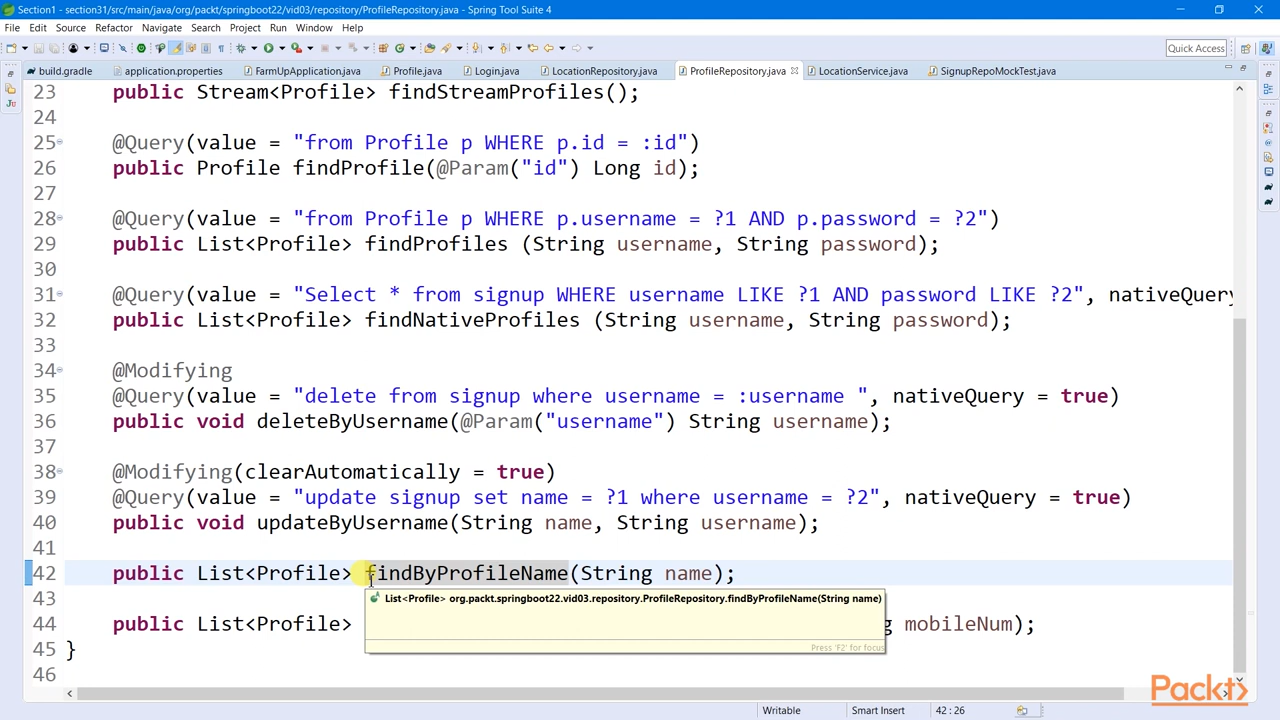 Section1 - section31/src/main/java/org/packt/springboot22/vid03/repository/ProfileRepository.java - Spring Tool Suite 4
File Edit Source Refactor Navigate Search Project Run Window Help
Quick Access
build.gradle application.properties FarmUpApplication.java Profile.java Login.java LocationRepository.java ProfileRepository.java LocationService.java SignupRepoMockTest.java
23 public Stream<Profile> findStreamProfiles();
24
25 @Query(value = "from Profile p WHERE p.id = :id")
26 public Profile findProfile(@Param("id") Long id);
27
28 @Query(value = "from Profile p WHERE p.username = ?1 AND p.password = ?2")
29 public List<Profile> findProfiles (String username, String password);
30
31 @Query(value = "Select * from signup WHERE username LIKE ?1 AND password LIKE ?2", nativeQuery
32 public List<Profile> findNativeProfiles (String username, String password);
33
34 @Modifying
35 @Query(value = "delete from signup where username = :username ", nativeQuery = true)
36 public void deleteByUsername(@Param("username") String username);
37
38 @Modifying(clearAutomatically = true)
39 @Query(value = "update signup set name = ?1 where username = ?2", nativeQuery = true)
40 public void updateByUsername(String name, String username);
41
42 public List<Profile> findByProfileName(String name);
List<Profile> org.packt.springboot22.vid03.repository.ProfileRepository.findByProfileName(String name)
43
44 public List<Profile> g mobileNum);
Press 'F2' for focus
45 }
46
Packt>
Writable Smart Insert 42 : 26